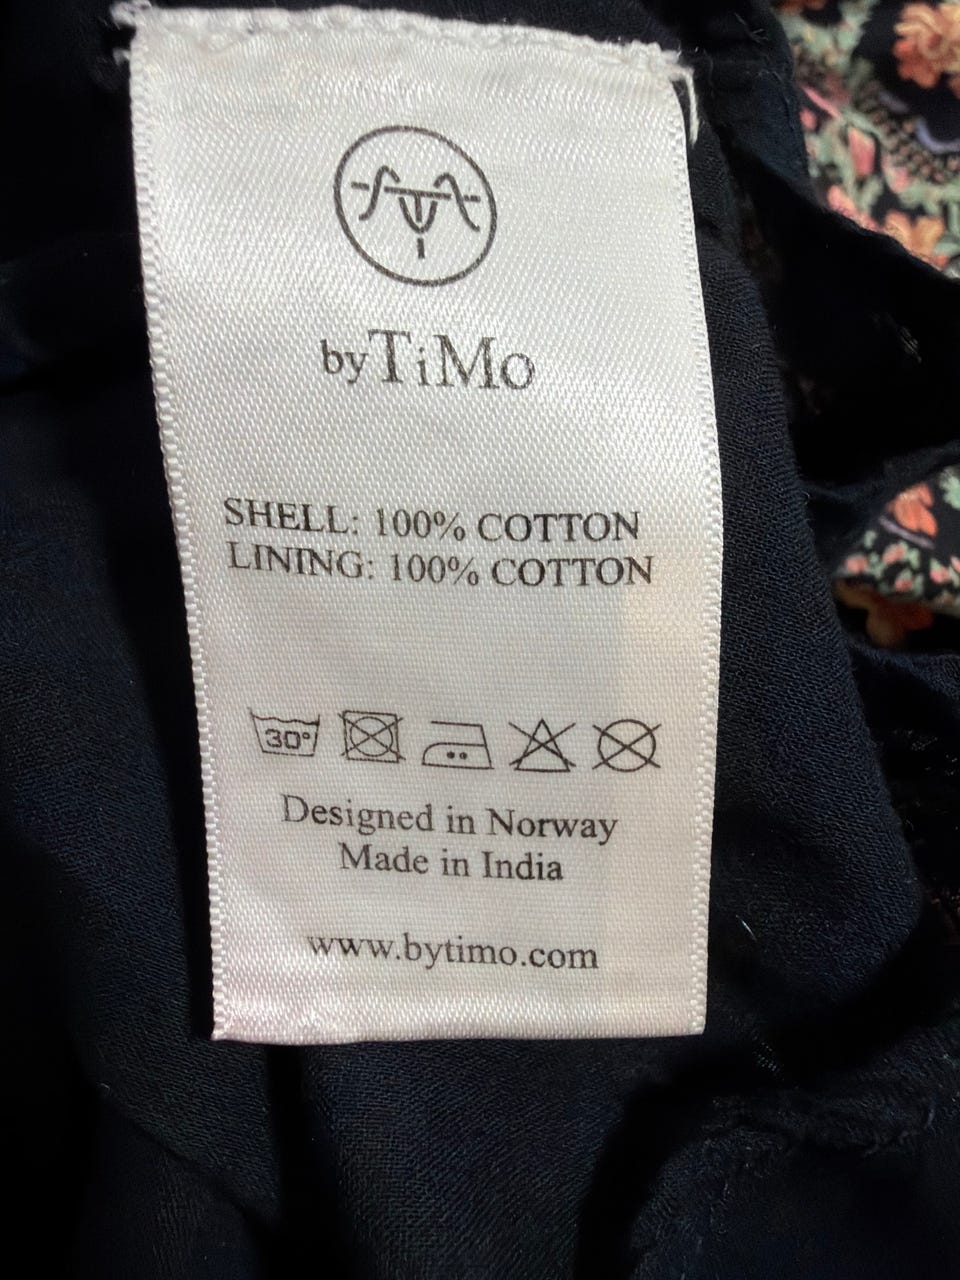 byTiMo
SHELL: 100% COTTON
LINING: 100% COTTON
30°
Designed in Norway
Made in India
www.bytimo.com